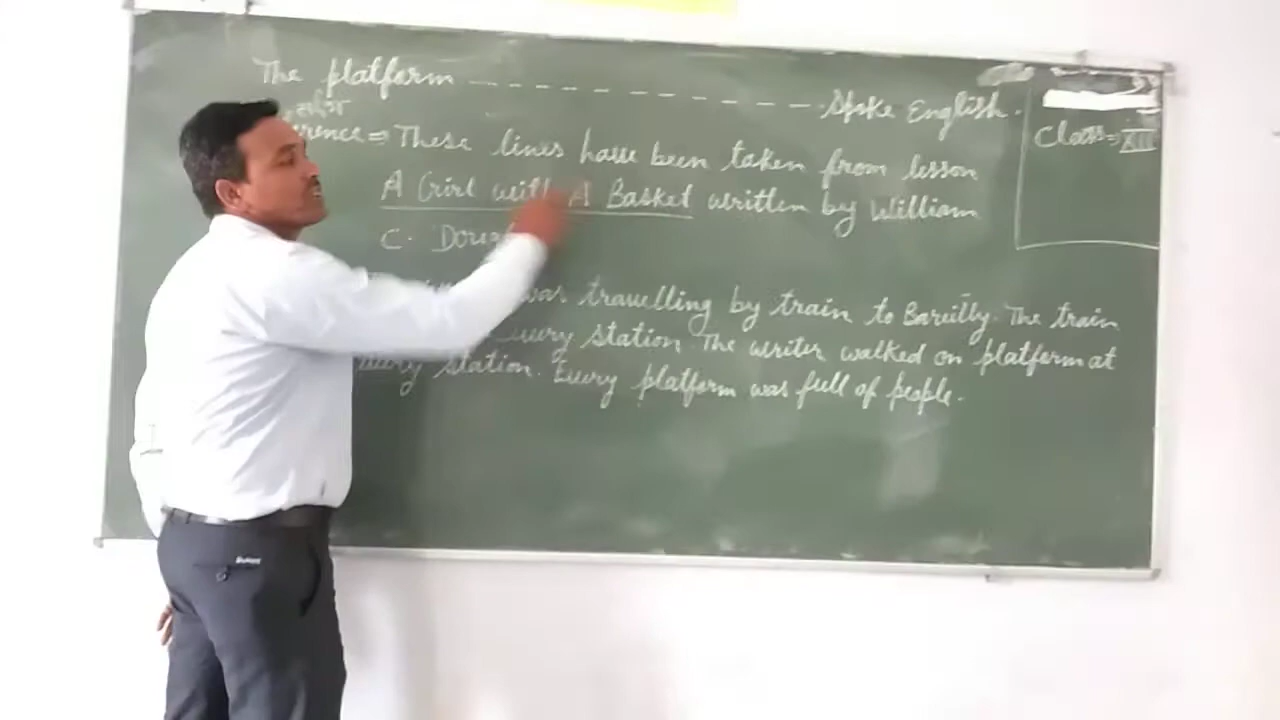 The platform - - - - - - - - - - - - - Spoke English.
These lines have been taken from lesson
A Girl with A Basket written by William
C.
was travelling by train to Bareilly. The train
every station. The writer walked on platform at
every station. Every platform was full of people.
Class ⇒ XII